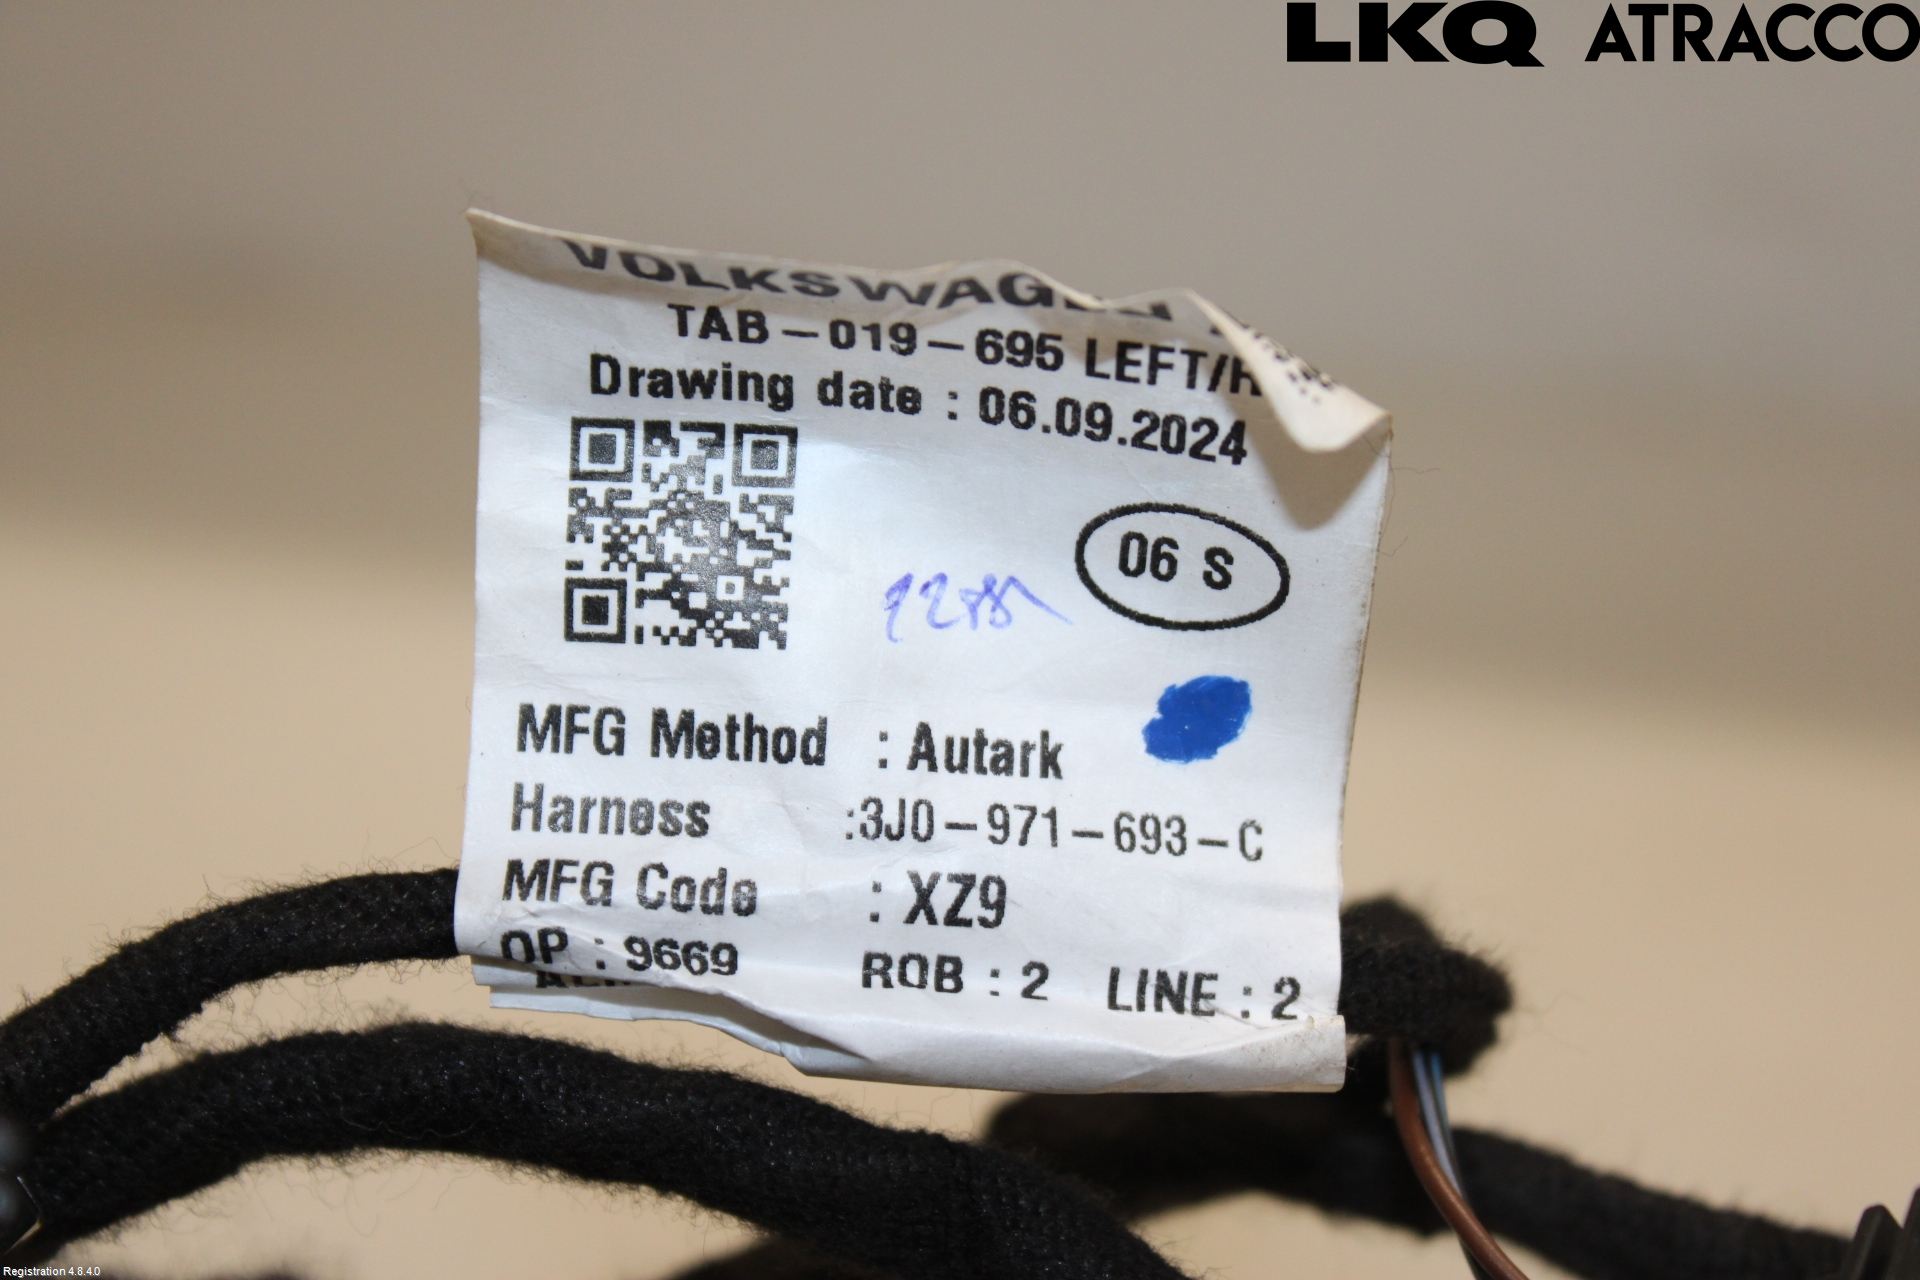 LKQ ATRACCO
VOLKSWAGEN
TAB-019-695 LEFT/R
Drawing date : 06.09.2024
06 S
MFG Method : Autark
Harness :3J0-971-693-C
MFG Code : XZ9
OP : 9669 ROB : 2 LINE : 2
Registration 4.8.4.0